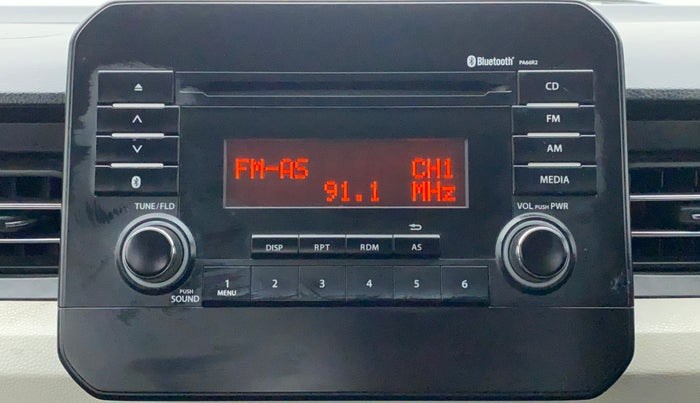 Bluetooth® PA66R2
CD
FM
AM
MEDIA
FM-AS CH1
91.1 MHz
TUNE/FLD
VOL PUSH PWR
DISP RPT RDM AS
PUSH
SOUND
1 2 3 4 5 6
MENU